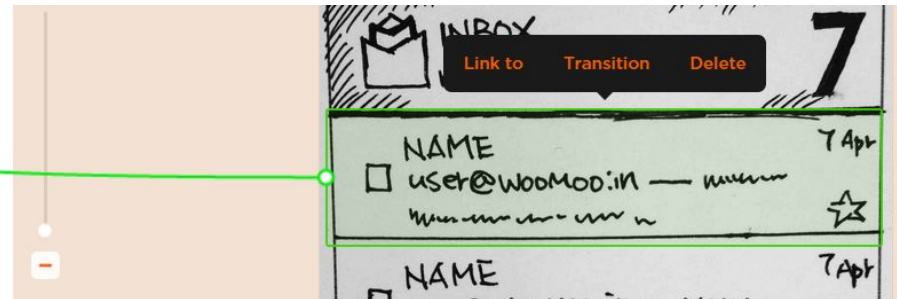 INBOX
7
Link to Transition Delete
NAME
7 Apr
user@woomoo.in
NAME
7 Apr